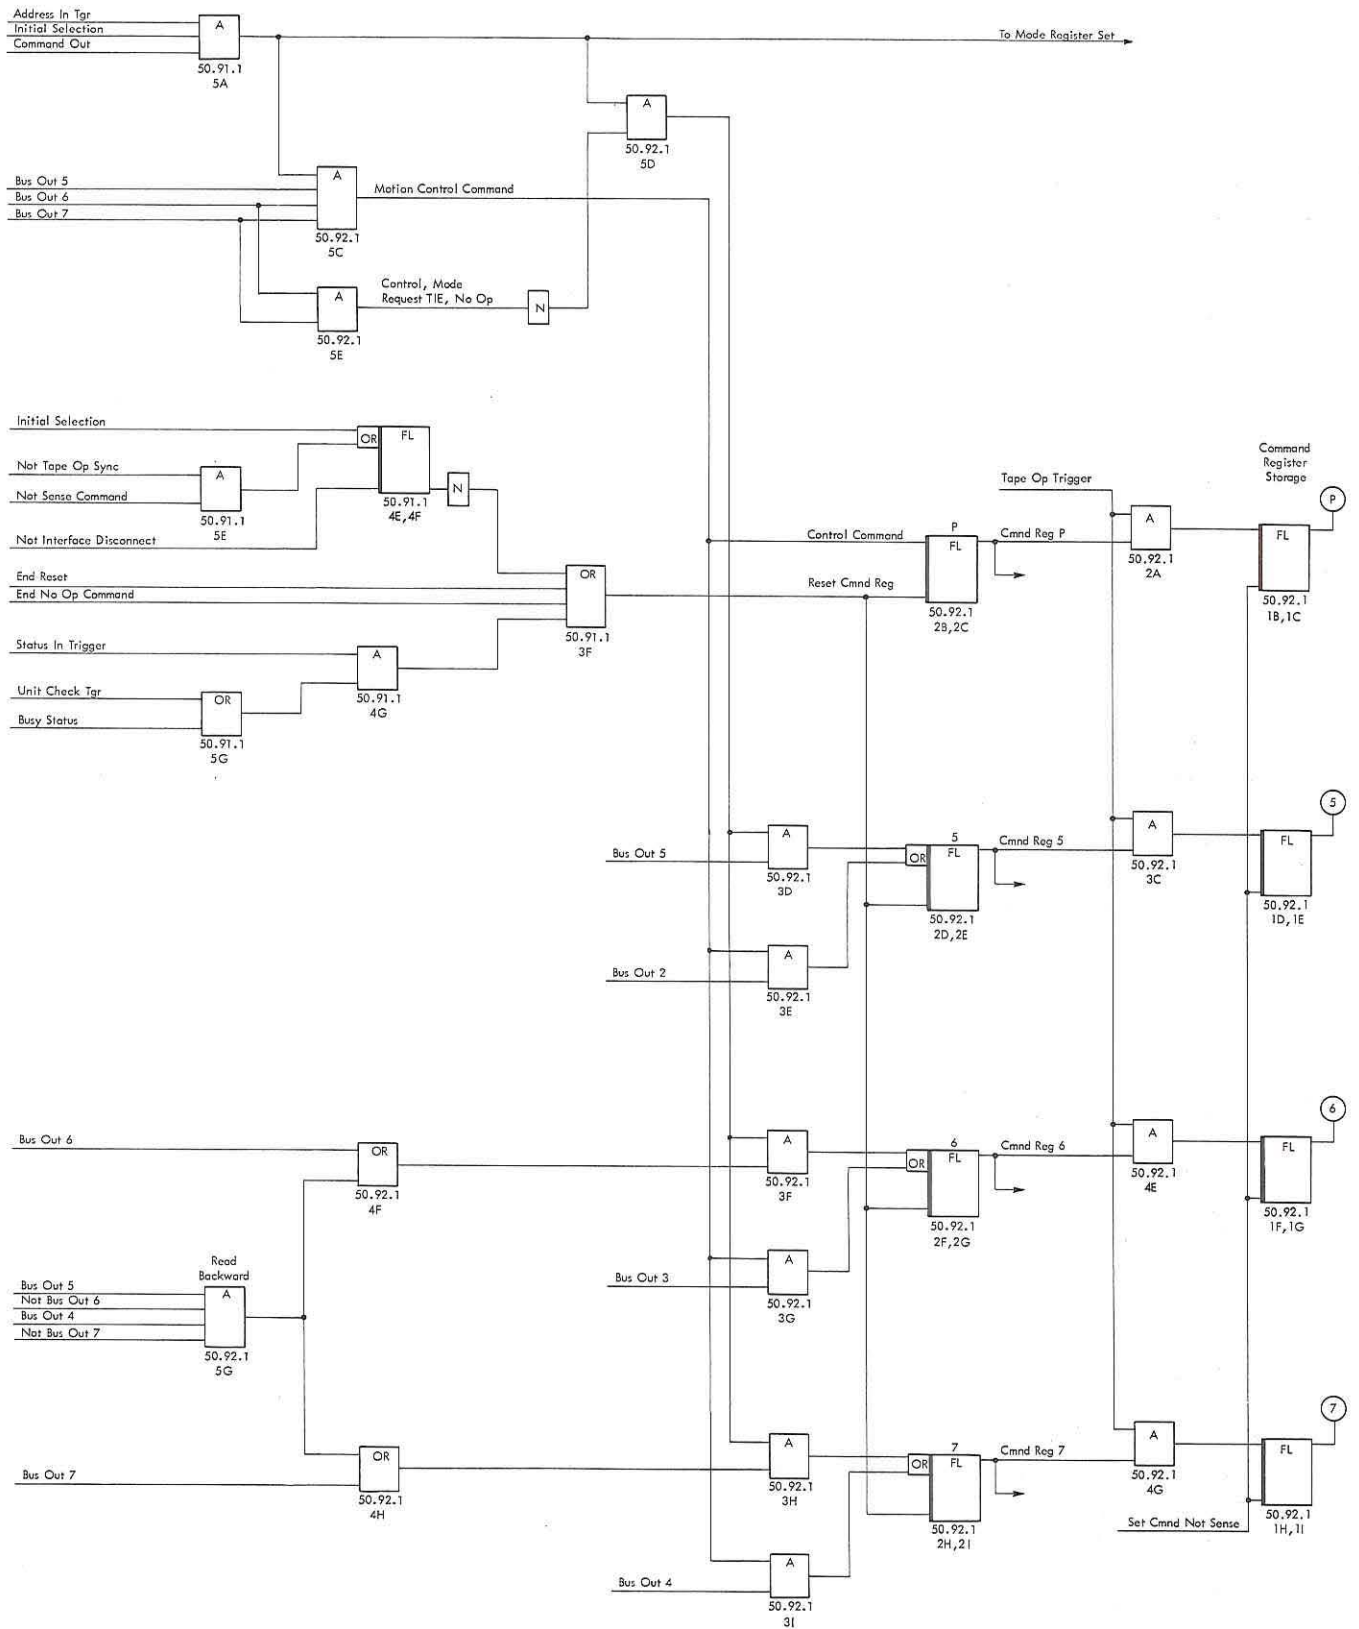 Address In Tgr
Initial Selection
Command Out
A
50.91.1
5A
To Mode Register Set
A
50.92.1
5D
Bus Out 5
Bus Out 6
Bus Out 7
A
50.92.1
5C
Motion Control Command
A
50.92.1
5E
Control, Mode
Request TIE, No Op
N
Initial Selection
Not Tape Op Sync
Not Sense Command
A
50.91.1
5E
Not Interface Disconnect
OR
FL
50.91.1
4E,4F
N
End Reset
End No Op Command
OR
50.91.1
3F
Status In Trigger
A
50.91.1
4G
Unit Check Tgr
Busy Status
OR
50.91.1
5G
Control Command
Reset Cmnd Reg
P
FL
50.92.1
2B,2C
Cmnd Reg P
Tape Op Trigger
A
50.92.1
2A
Command
Register
Storage
P
FL
50.92.1
1B,1C
Bus Out 5
A
50.92.1
3D
Bus Out 2
A
50.92.1
3E
5
OR
FL
50.92.1
2D,2E
Cmnd Reg 5
A
50.92.1
3C
5
FL
50.92.1
1D,1E
Bus Out 6
OR
50.92.1
4F
A
50.92.1
3F
Bus Out 3
A
50.92.1
3G
6
OR
FL
50.92.1
2F,2G
Cmnd Reg 6
A
50.92.1
4E
6
FL
50.92.1
1F,1G
Read
Backward
Bus Out 5
Not Bus Out 6
Bus Out 4
Not Bus Out 7
A
50.92.1
5G
Bus Out 7
OR
50.92.1
4H
A
50.92.1
3H
Bus Out 4
A
50.92.1
3I
7
OR
FL
50.92.1
2H,2I
Cmnd Reg 7
A
50.92.1
4G
7
FL
50.92.1
1H,1I
Set Cmnd Not Sense